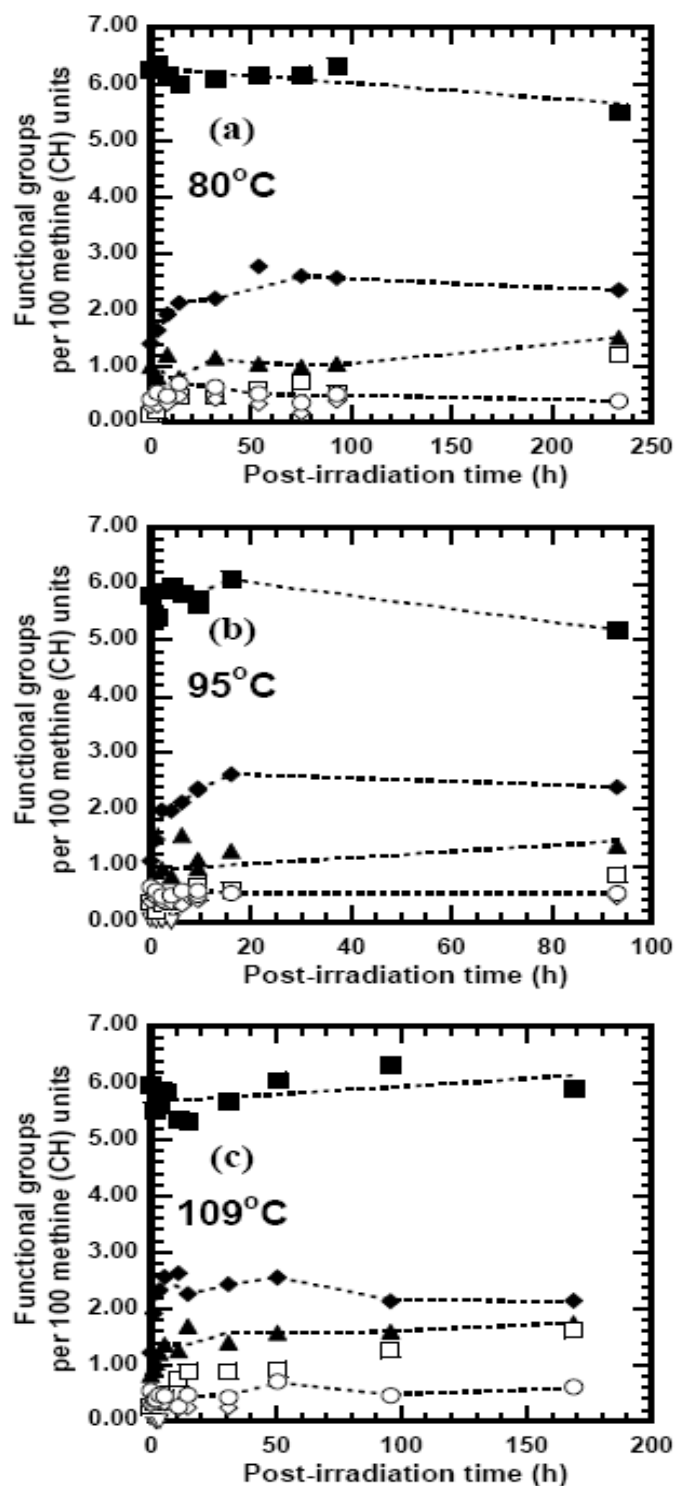 7.00
6.00
5.00
4.00
3.00
2.00
1.00
0.00
Functional groups
per 100 methine (CH) units
(a)
80°C
0 50 100 150 200 250
Post-irradiation time (h)
7.00
6.00
5.00
4.00
3.00
2.00
1.00
0.00
Functional groups
per 100 methine (CH) units
(b)
95°C
0 20 40 60 80 100
Post-irradiation time (h)
7.00
6.00
5.00
4.00
3.00
2.00
1.00
0.00
Functional groups
per 100 methine (CH) units
(c)
109°C
0 50 100 150 200
Post-irradiation time (h)